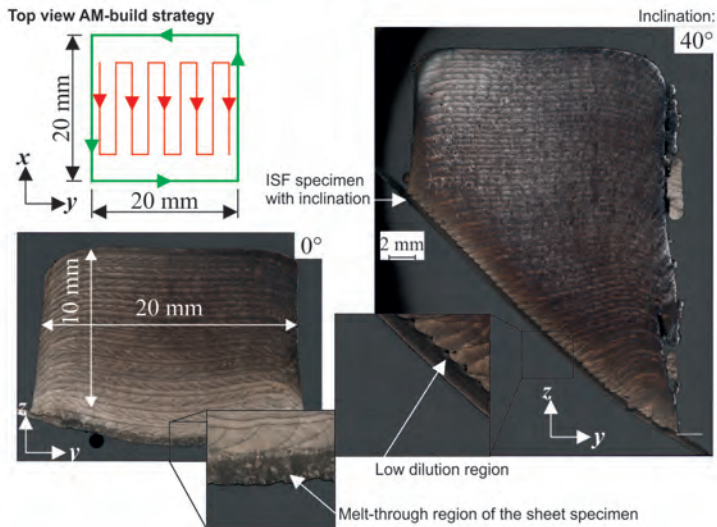 Top view AM-build strategy
Inclination:
40°
20 mm
x
y
20 mm
ISF specimen
with inclination
0°
2 mm
10 mm
20 mm
z
y
z
y
Low dilution region
Melt-through region of the sheet specimen